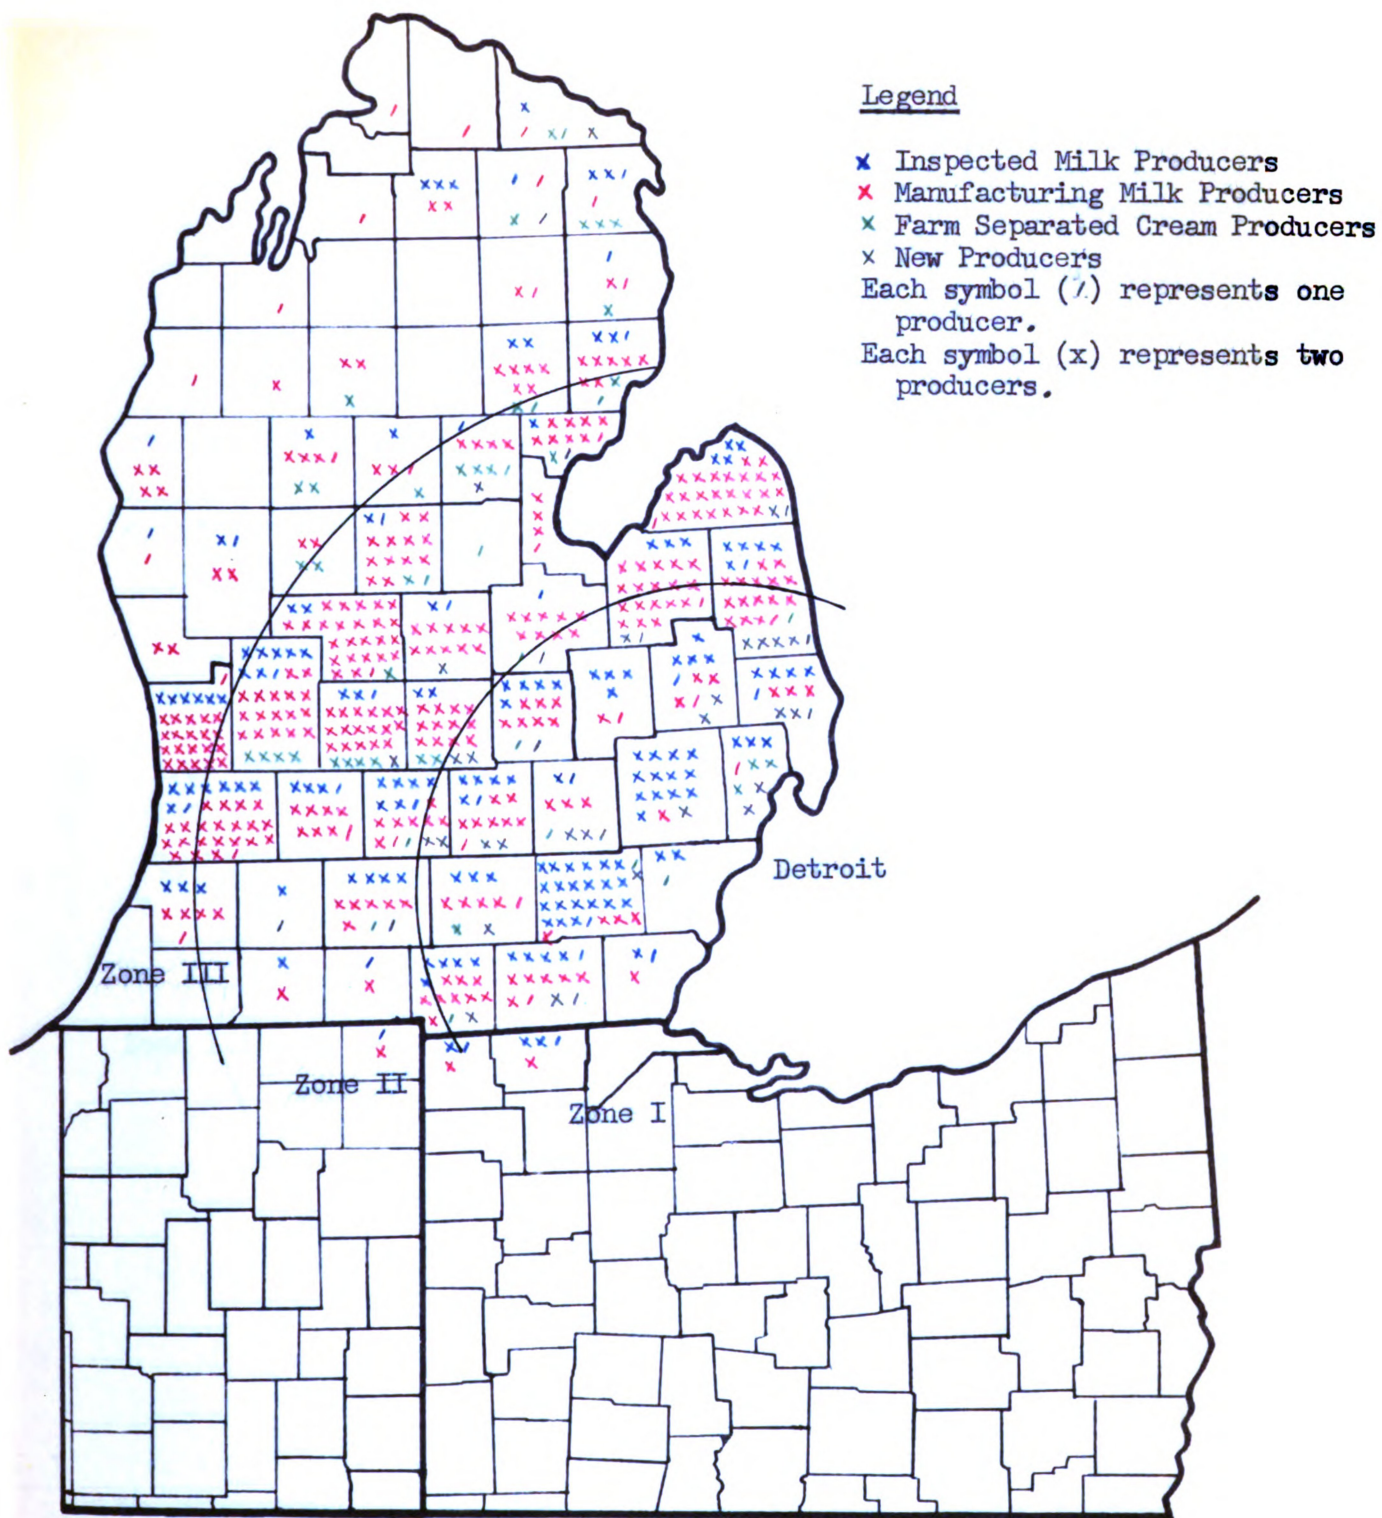 Legend
x Inspected Milk Producers
x Manufacturing Milk Producers
x Farm Separated Cream Producers
x New Producers
Each symbol (/) represents one
producer.
Each symbol (x) represents two
producers.
Detroit
Zone III
Zone II
Zone I